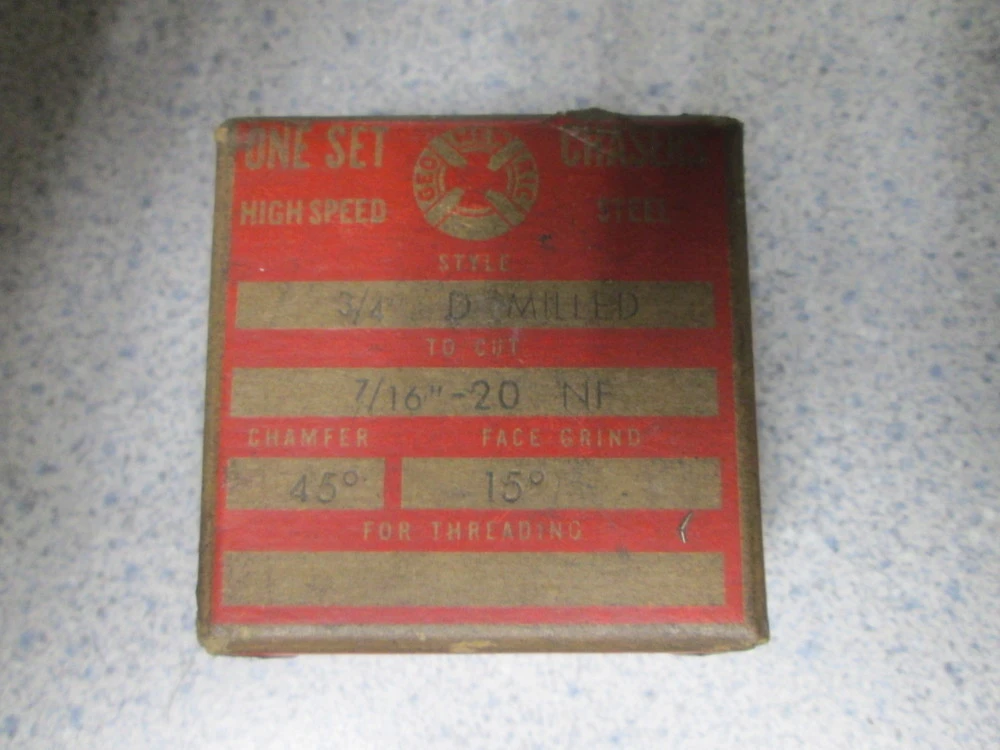 ONE SET GEOMETRIC CHASERS
HIGH SPEED STEEL
STYLE
3/4 D MILLED
TO CUT
7/16"-20 NF
CHAMFER FACE GRIND
45° 15°
FOR THREADING